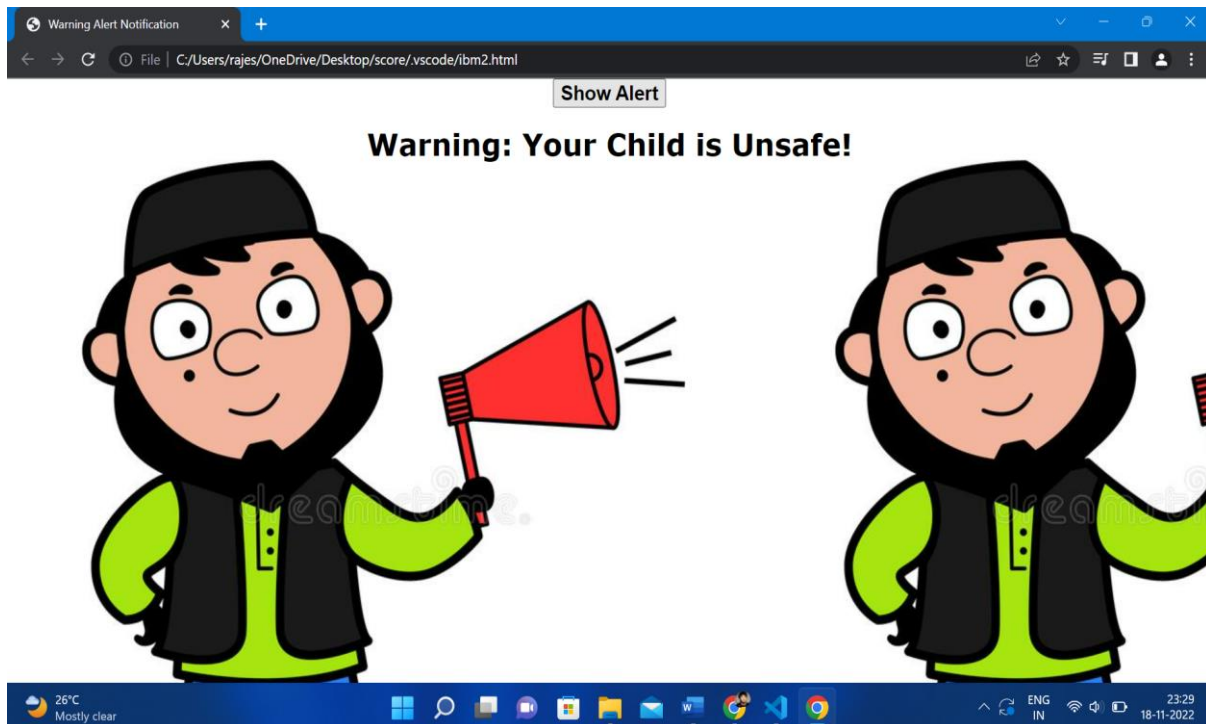 Warning Alert Notification
File | C:/Users/rajes/OneDrive/Desktop/score/.vscode/ibm2.html
Show Alert
Warning: Your Child is Unsafe!
dreamstime.
26°C
Mostly clear
ENG
IN
23:29
18-11-2022